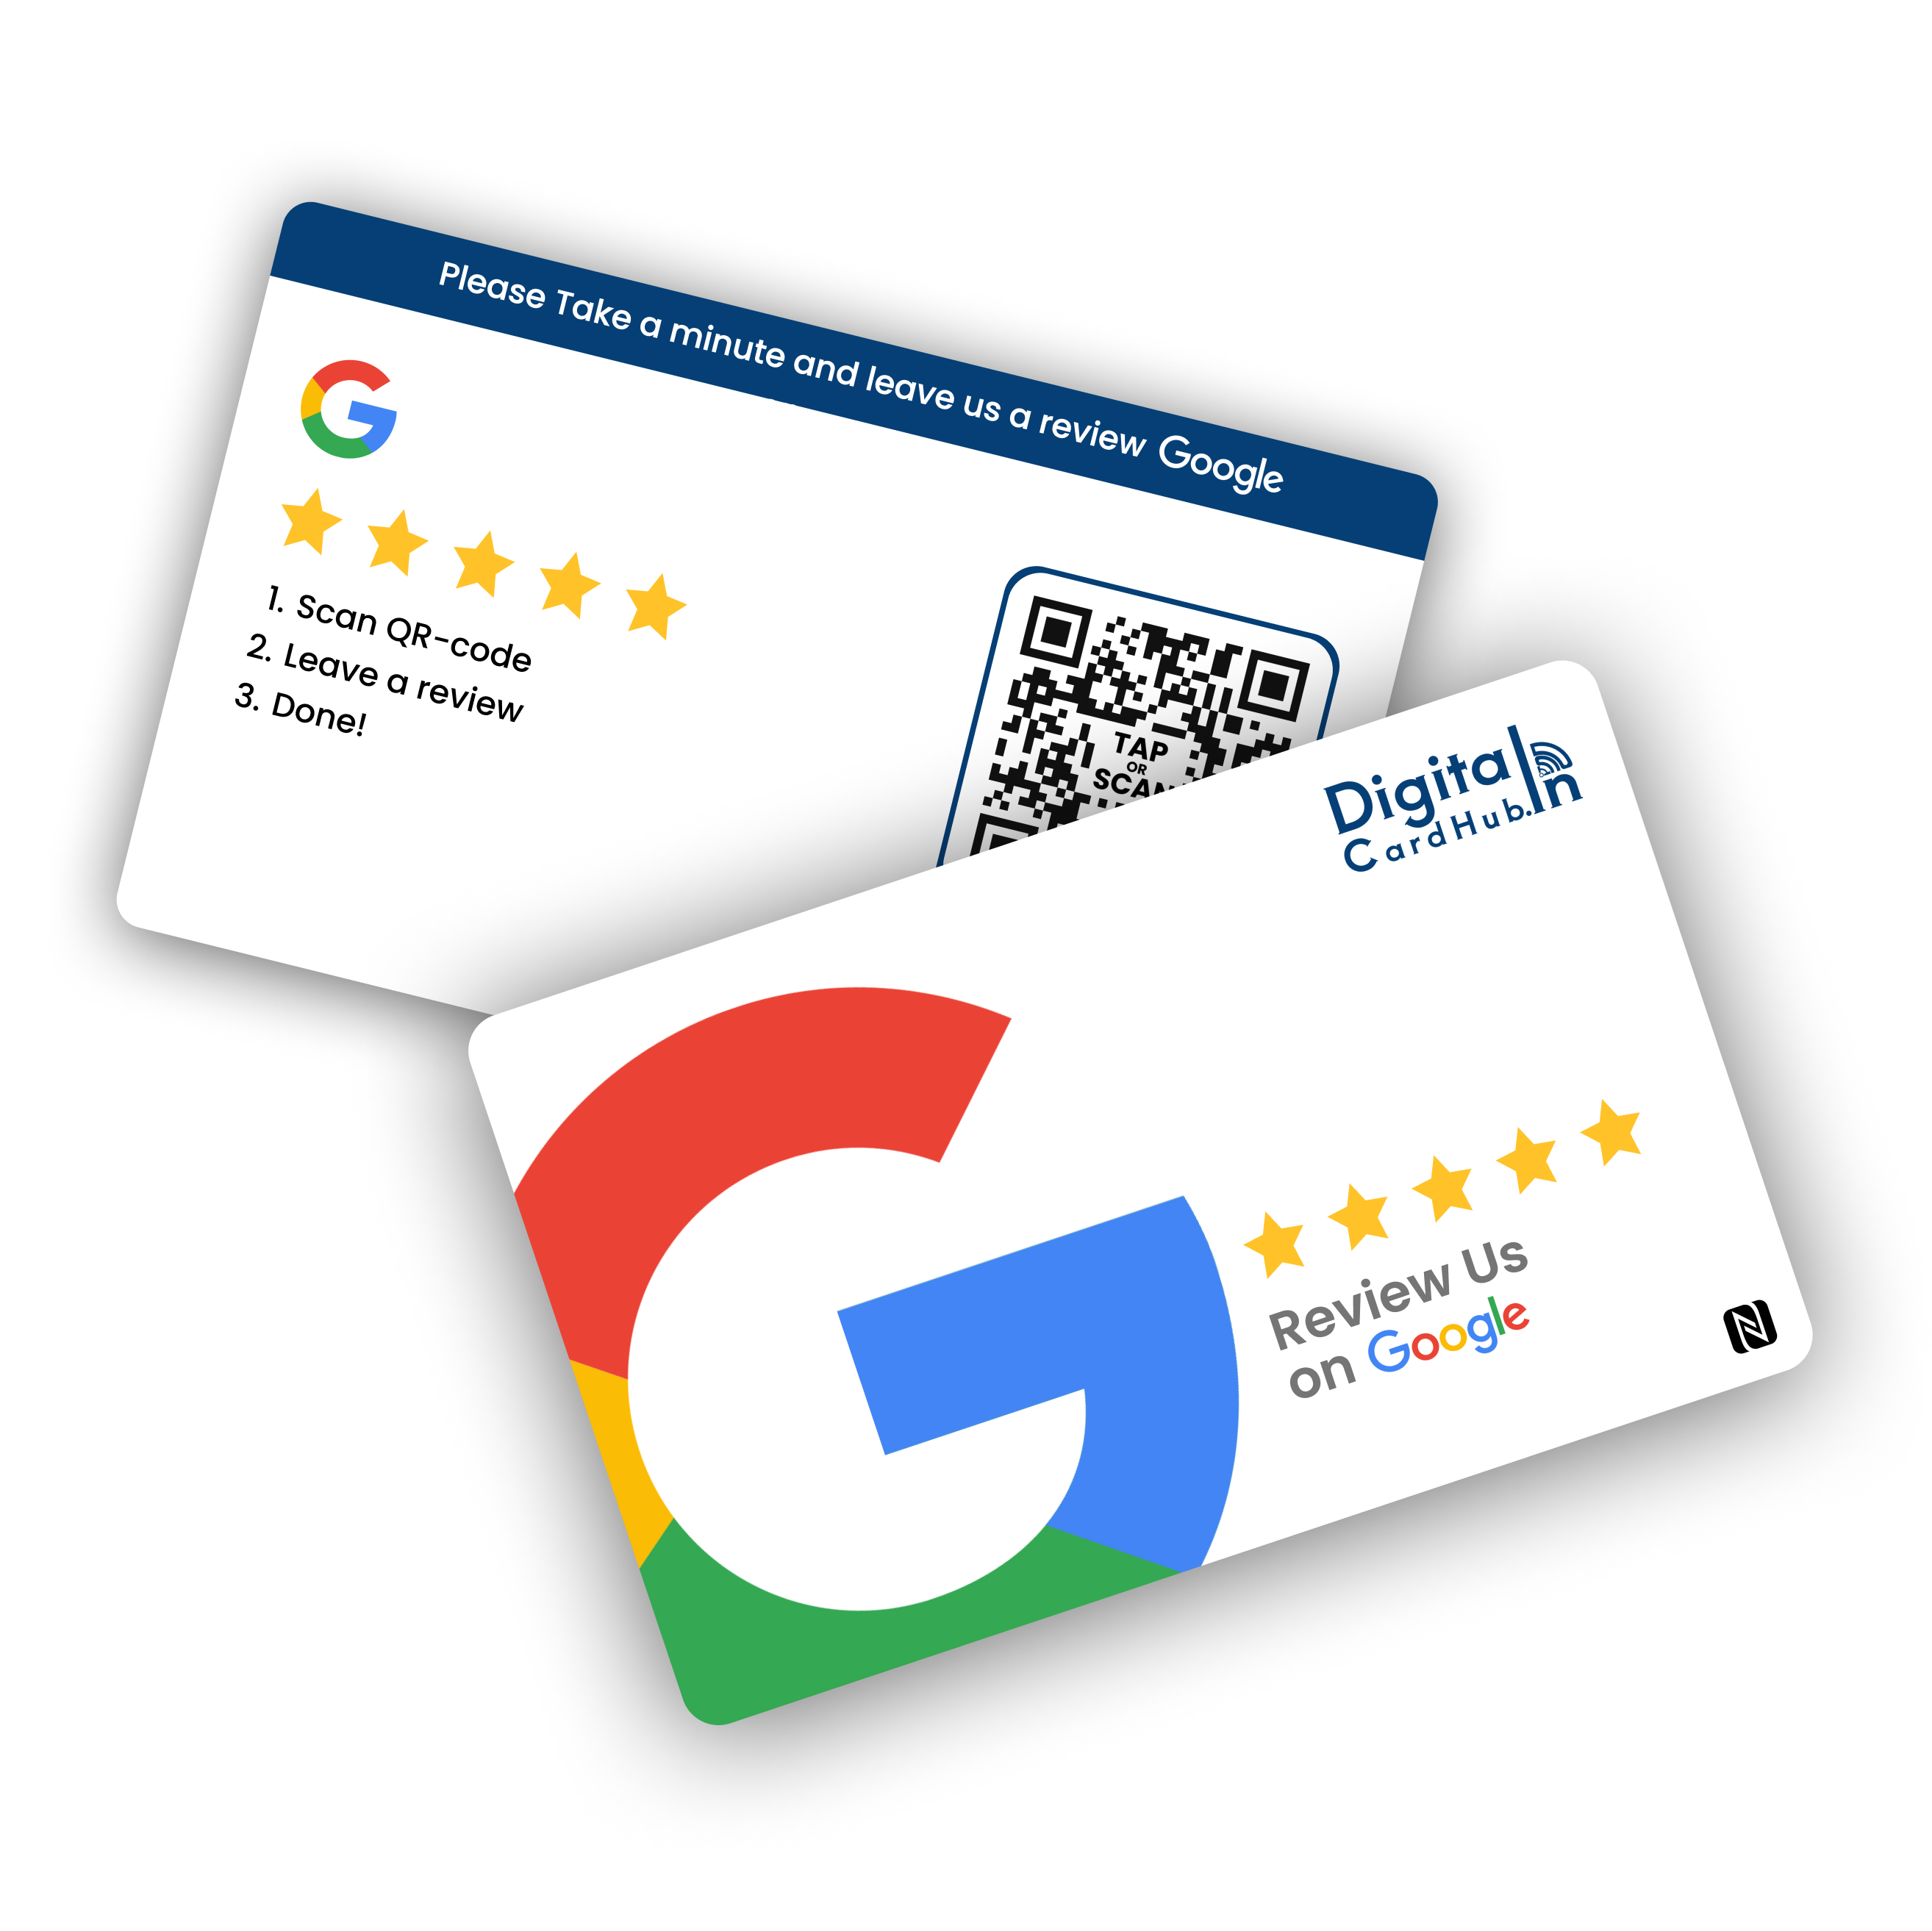 Please Take a minute and leave us a review Google
1. Scan QR-code
2. Leave a review
3. Done!
TAP
OR
SCAN
Digital In
CardHub.
Review Us
on Google